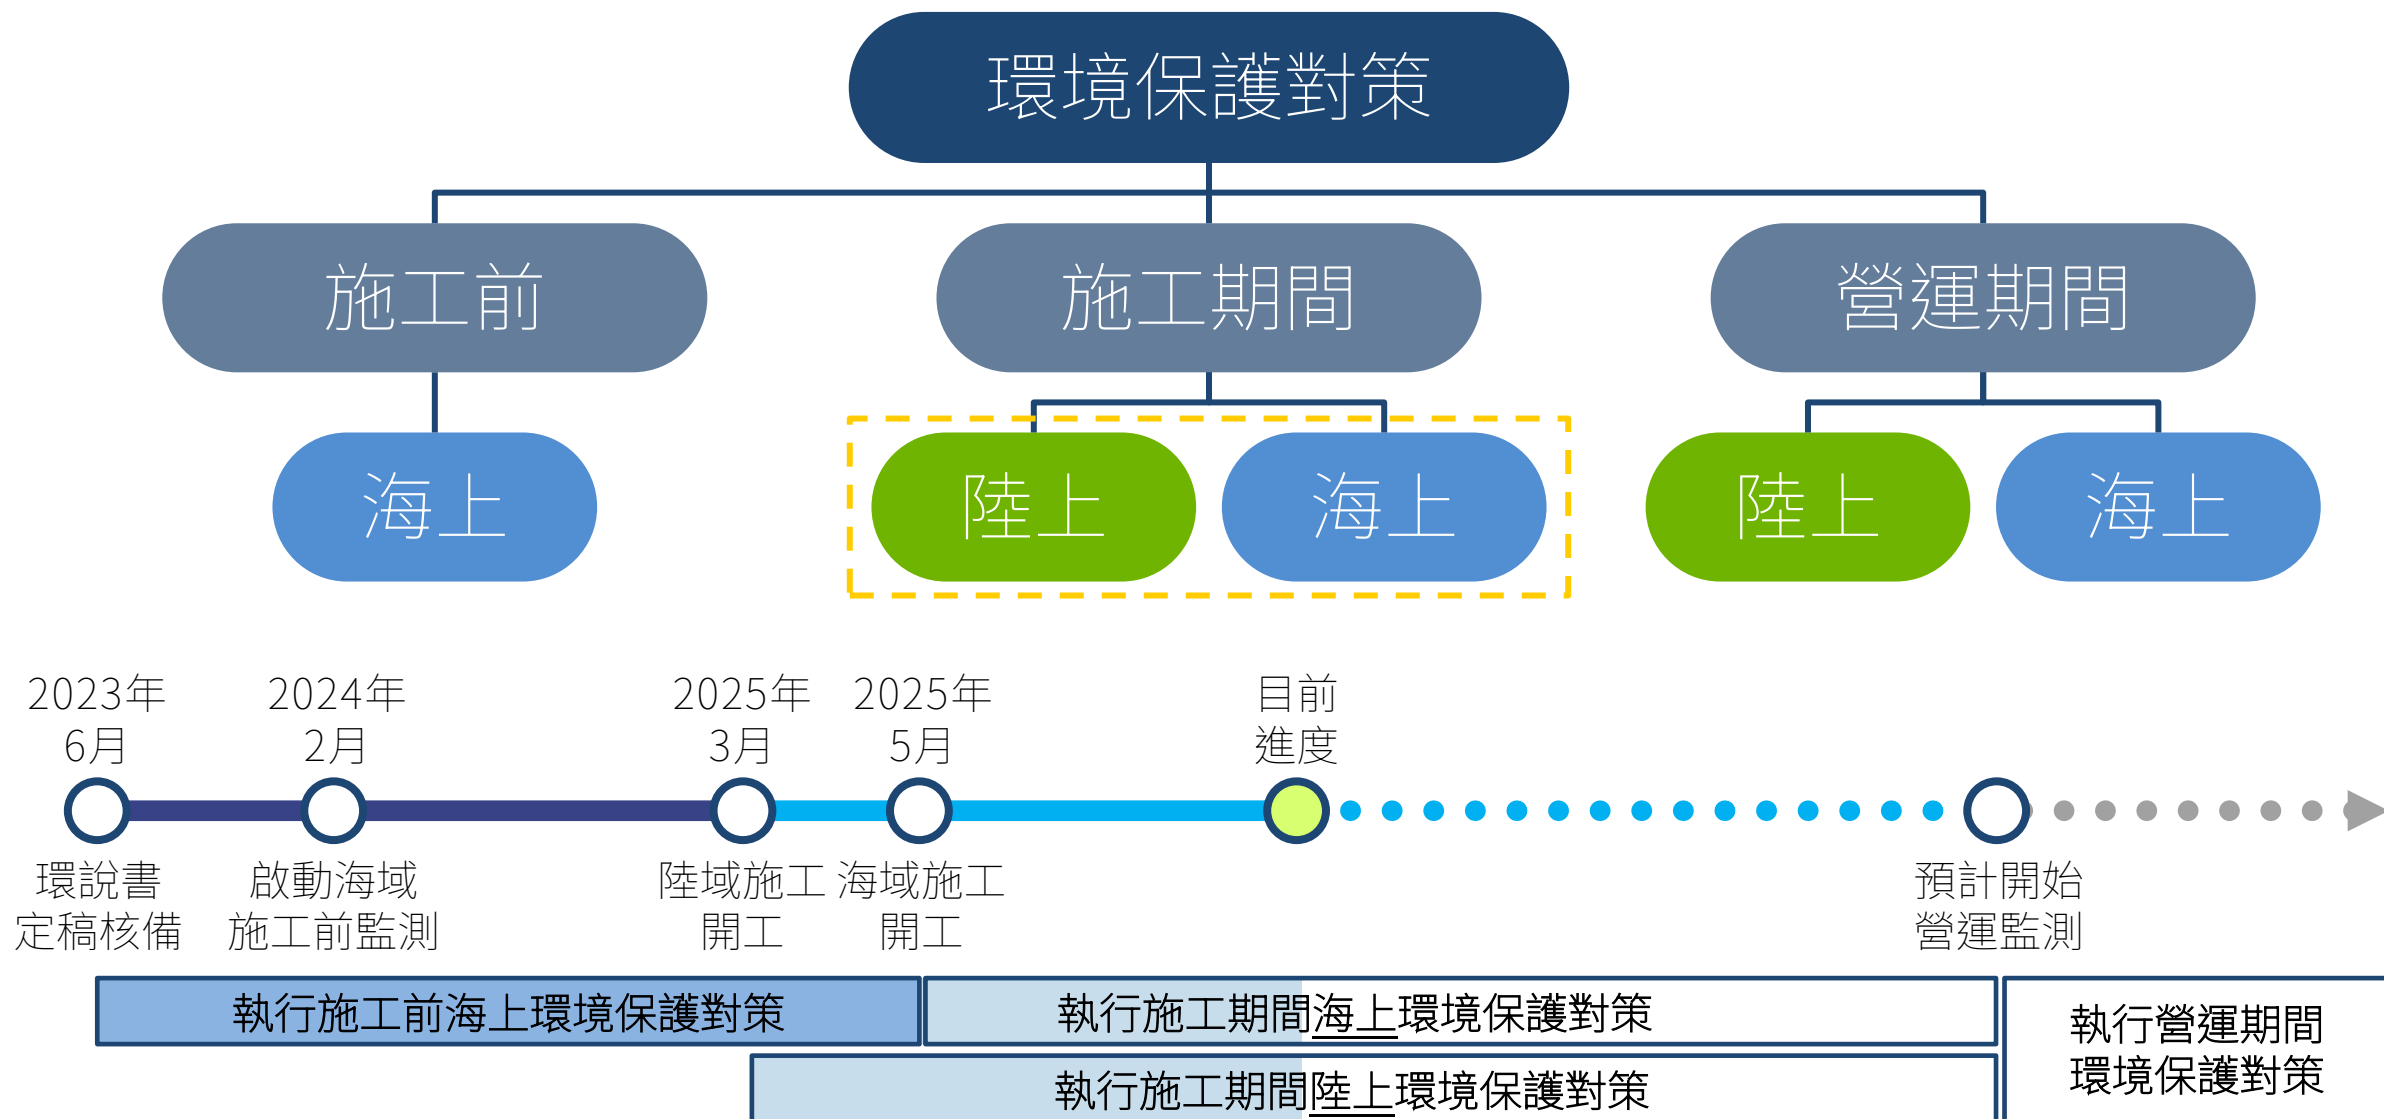 環境保護對策
施工前
施工期間
營運期間
海上
陸上
海上
陸上
海上
2023年
6月
2024年
2月
2025年
3月
2025年
5月
目前
進度
環說書
定稿核備
啟動海域
施工前監測
陸域施工
開工
海域施工
開工
預計開始
營運監測
執行施工前海上環境保護對策
執行施工期間海上環境保護對策
執行施工期間陸上環境保護對策
執行營運期間
環境保護對策